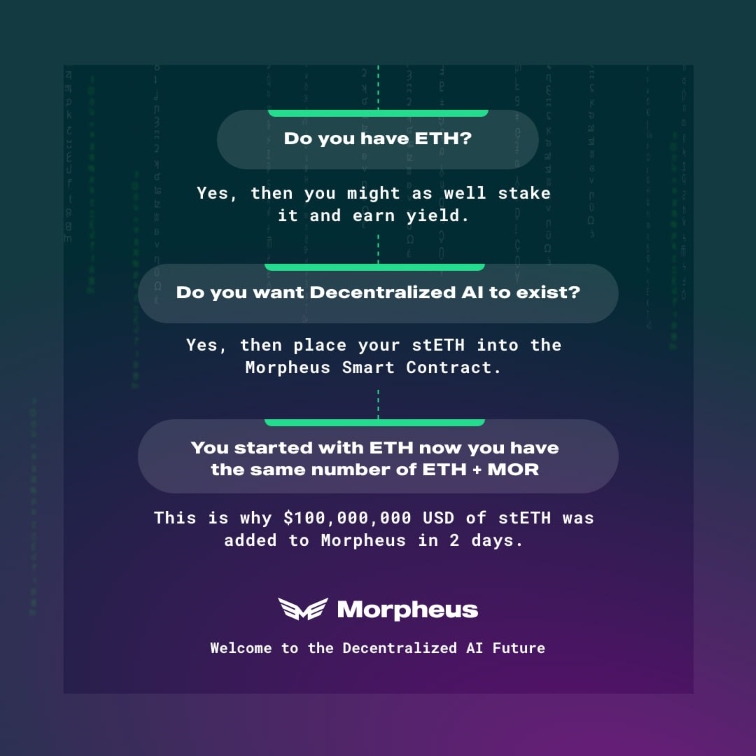 Do you have ETH?
Yes, then you might as well stake
it and earn yield.
Do you want Decentralized AI to exist?
Yes, then place your stETH into the
Morpheus Smart Contract.
You started with ETH now you have
the same number of ETH + MOR
This is why $100,000,000 USD of stETH was
added to Morpheus in 2 days.
Morpheus
Welcome to the Decentralized AI Future